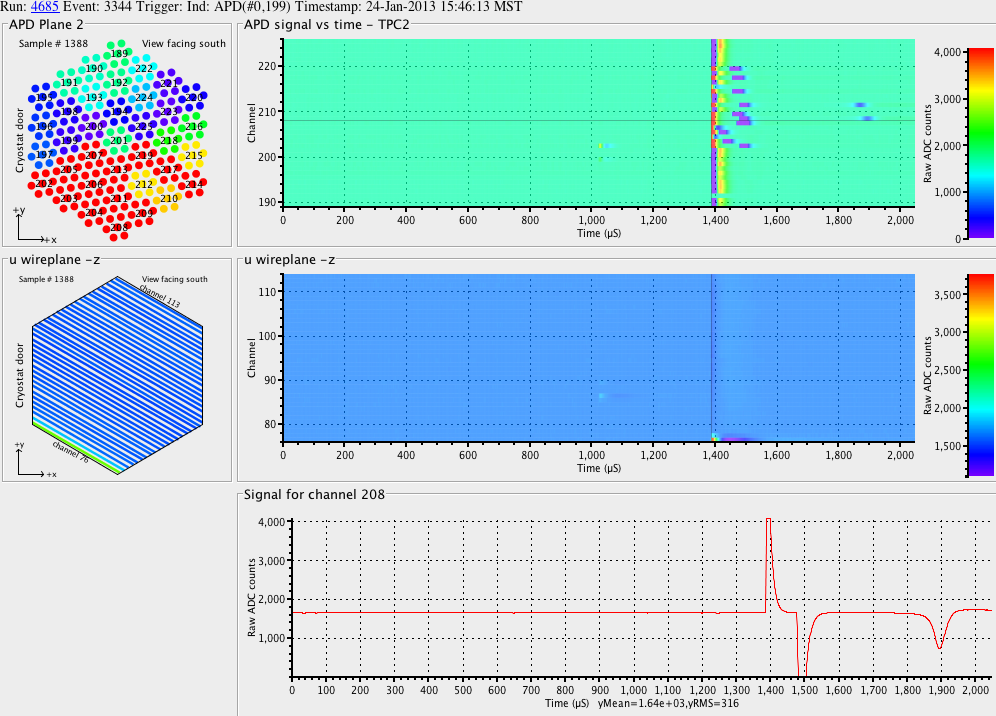 Run: 4685 Event: 3344 Trigger: Ind: APD(#0,199) Timestamp: 24-Jan-2013 15:46:13 MST
APD Plane 2
Sample # 1388 View facing south
189
190 222
191 192 221
193 224
194
196 200 225 216
199 201 218
197 207 219 215
205 213 217
202 206 212 214
203 211 210
204 209
208
Cryostat door
+y
+x
APD signal vs time - TPC2
Channel
220
210
200
190
200 400 600 800 1,000 1,200 1,400 1,600 1,800 2,000
Time (µS)
Raw ADC counts
4,000
3,000
2,000
1,000
0
u wireplane -z
Sample # 1388 View facing south
channel 113
Cryostat door
channel 76
+y
+x
u wireplane -z
Channel
110
100
90
80
200 400 600 800 1,000 1,200 1,400 1,600 1,800 2,000
Time (µS)
Raw ADC counts
3,500
3,000
2,500
2,000
1,500
Signal for channel 208
Raw ADC counts
4,000
3,000
2,000
1,000
0 100 200 300 400 500 600 700 800 900 1,000 1,100 1,200 1,300 1,400 1,500 1,600 1,700 1,800 1,900 2,000
Time (µS) yMean=1.64e+03,yRMS=316